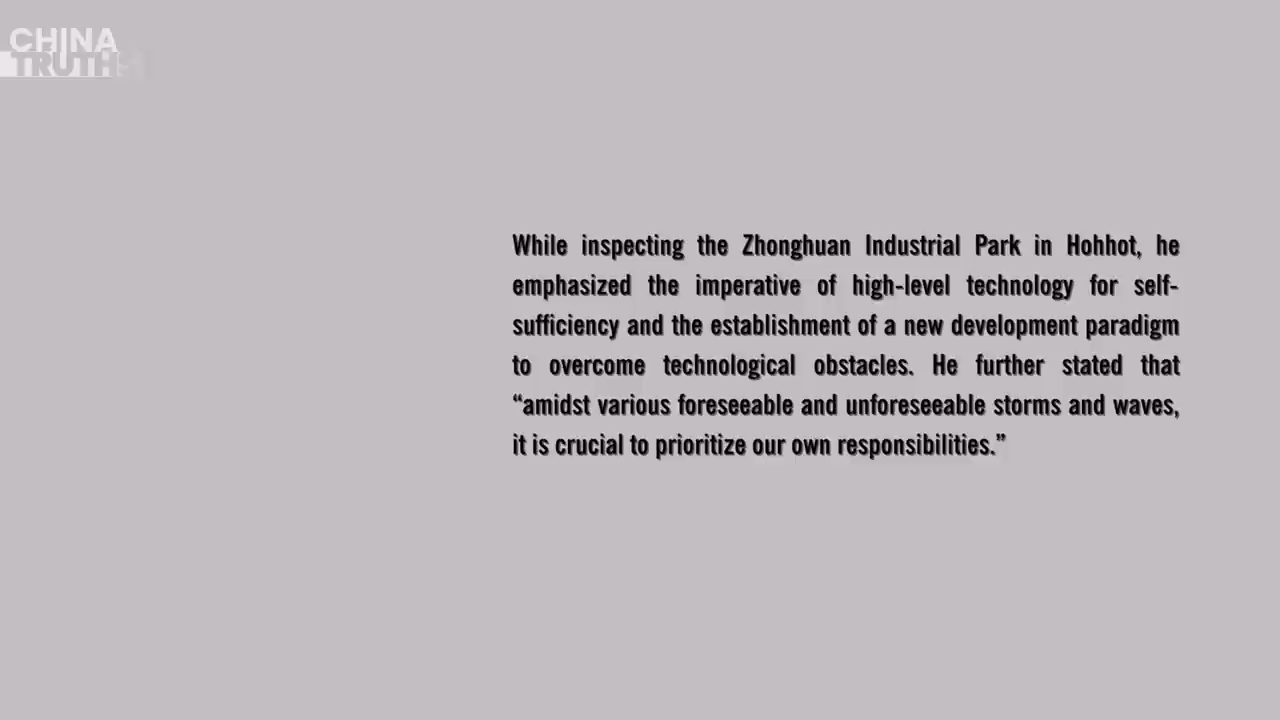 CHINA
TRUTHS
While inspecting the Zhonghuan Industrial Park in Hohhot, he
emphasized the imperative of high-level technology for self-
sufficiency and the establishment of a new development paradigm
to overcome technological obstacles. He further stated that
“amidst various foreseeable and unforeseeable storms and waves,
it is crucial to prioritize our own responsibilities.”